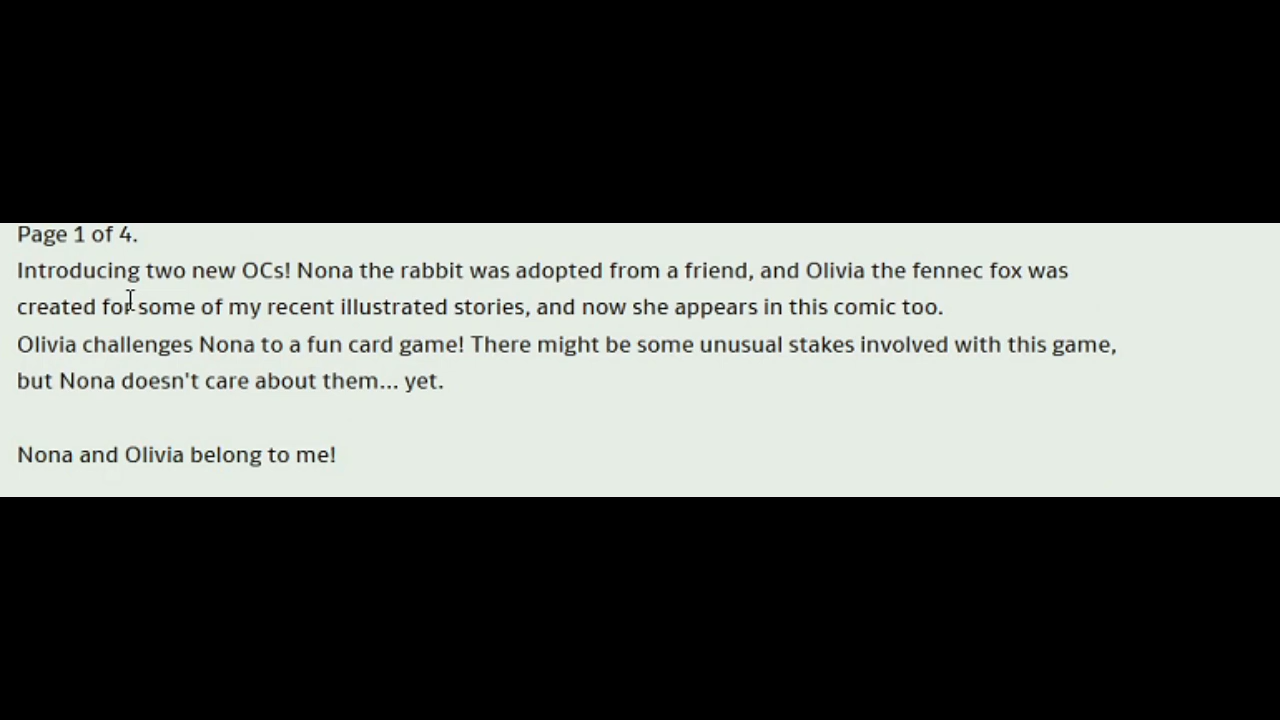 Page 1 of 4.
Introducing two new OCs! Nona the rabbit was adopted from a friend, and Olivia the fennec fox was
created for some of my recent illustrated stories, and now she appears in this comic too.
Olivia challenges Nona to a fun card game! There might be some unusual stakes involved with this game,
but Nona doesn't care about them... yet.
Nona and Olivia belong to me!